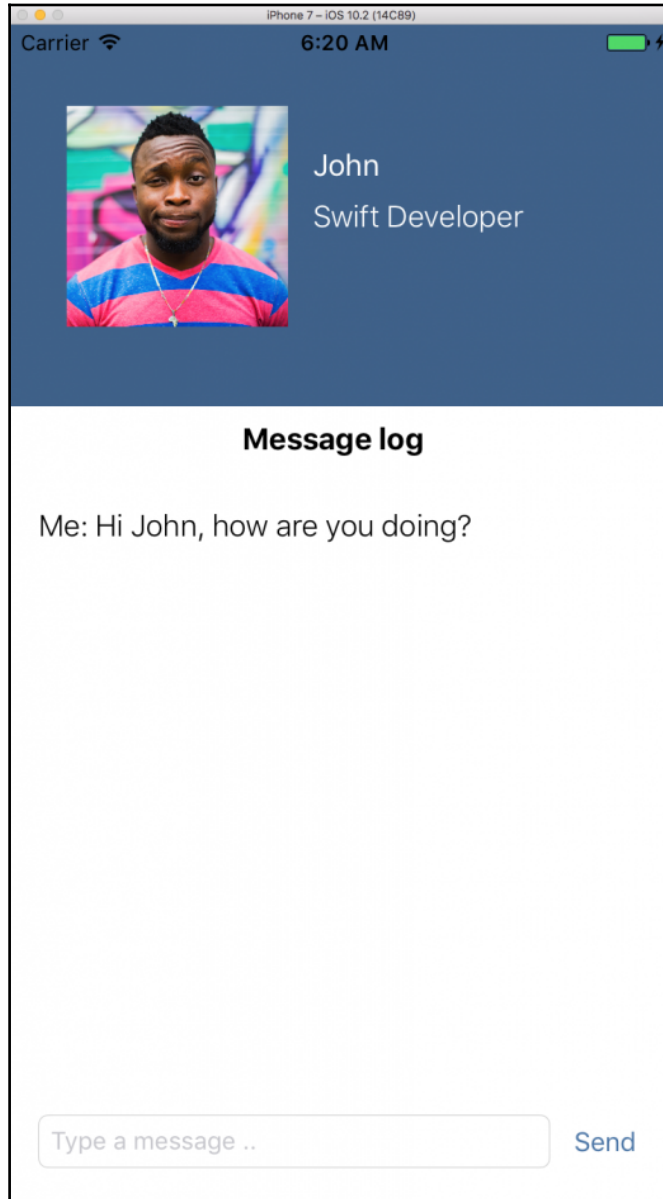 iPhone 7 – iOS 10.2 (14C89)
Carrier 6:20 AM
John
Swift Developer
Message log
Me: Hi John, how are you doing?
Type a message .. Send